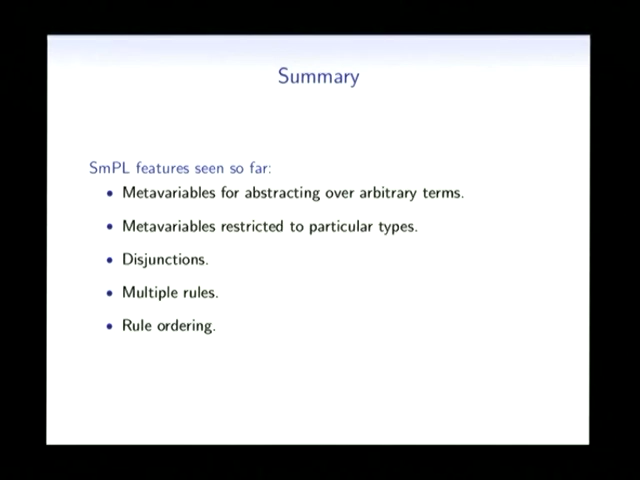 Summary
SmPL features seen so far:
• Metavariables for abstracting over arbitrary terms.
• Metavariables restricted to particular types.
• Disjunctions.
• Multiple rules.
• Rule ordering.